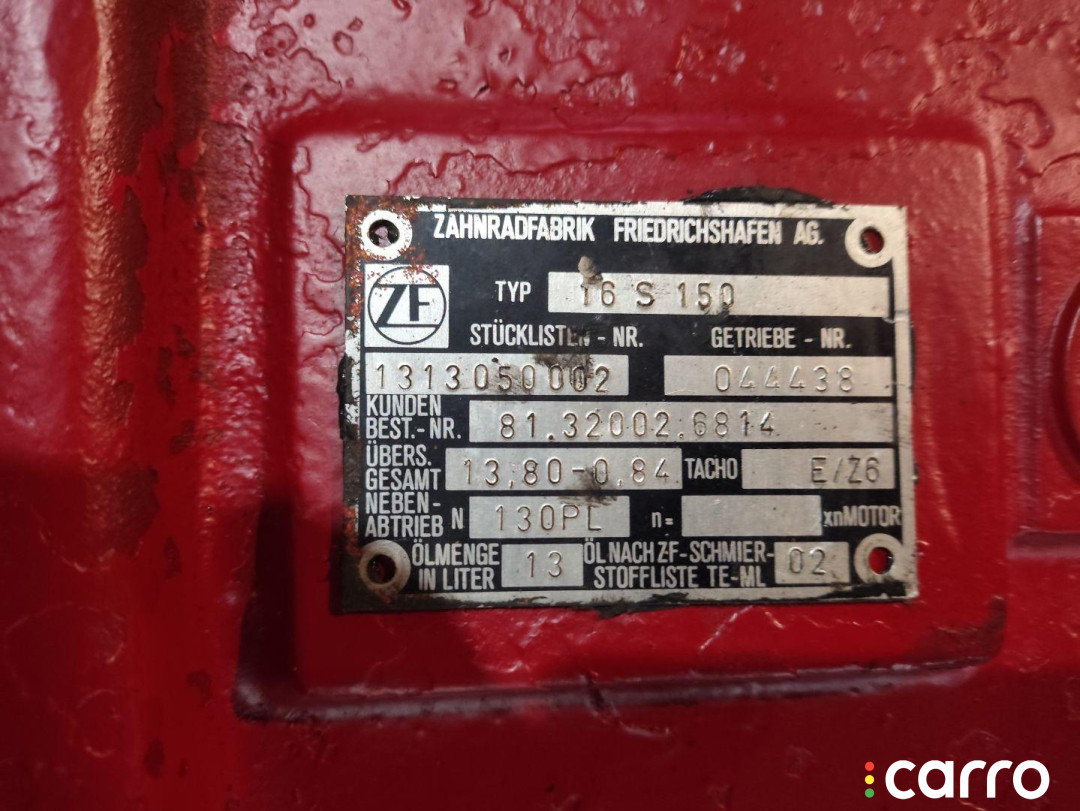 ZAHNRADFABRIK FRIEDRICHSHAFEN AG.
ZF
TYP 16 S 150
STÜCKLISTEN - NR. GETRIEBE - NR.
1313050002 044438
KUNDEN
BEST.- NR. 81.32002.6814
ÜBERS.
GESAMT 13,80-0,84 TACHO E/Z6
NEBEN-
ABTRIEB N 130PL n= xnMOTOR
ÖLMENGE
IN LITER 13 ÖL NACH ZF-SCHMIER-
STOFFLISTE TE-ML 02
carro